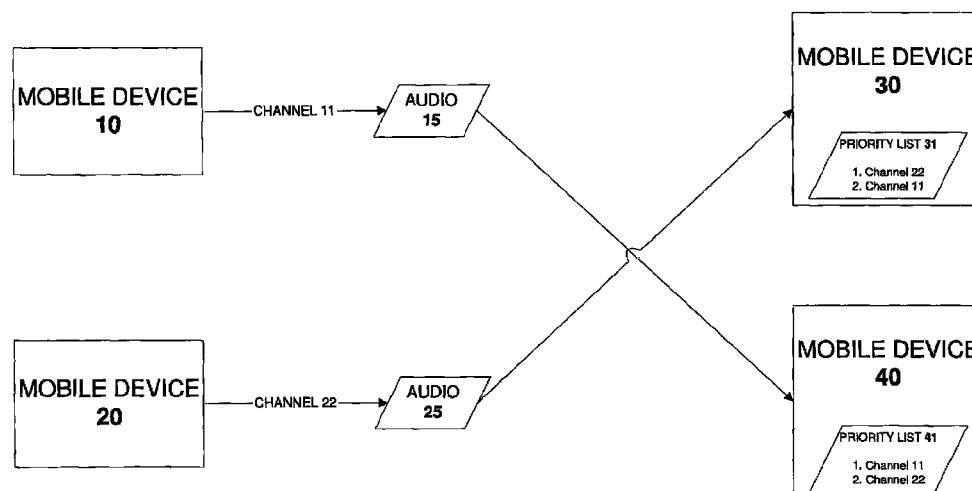 MOBILE DEVICE
10
CHANNEL 11
AUDIO
15
MOBILE DEVICE
30
PRIORITY LIST 31
1. Channel 22
2. Channel 11
MOBILE DEVICE
20
CHANNEL 22
AUDIO
25
MOBILE DEVICE
40
PRIORITY LIST 41
1. Channel 11
2. Channel 22